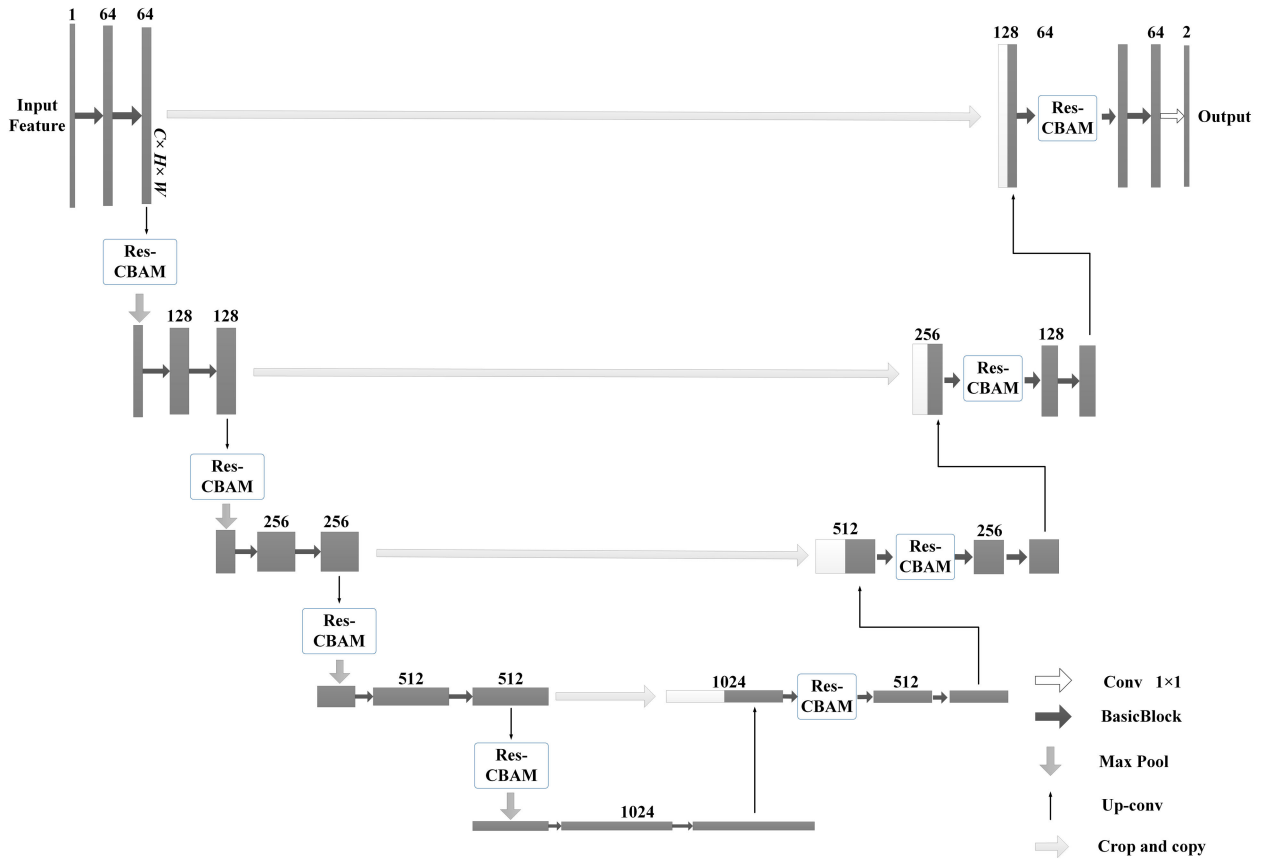 1 64 64
128 64 64 2
Input
Feature
Res-
CBAM
Output
C× H× W
Res-
CBAM
128 128
256 128
Res-
CBAM
Res-
CBAM
256 256
512 256
Res-
CBAM
Res-
CBAM
512 512
1024 512
Res-
CBAM
Conv 1×1
BasicBlock
Res-
CBAM
Max Pool
1024
Up-conv
Crop and copy